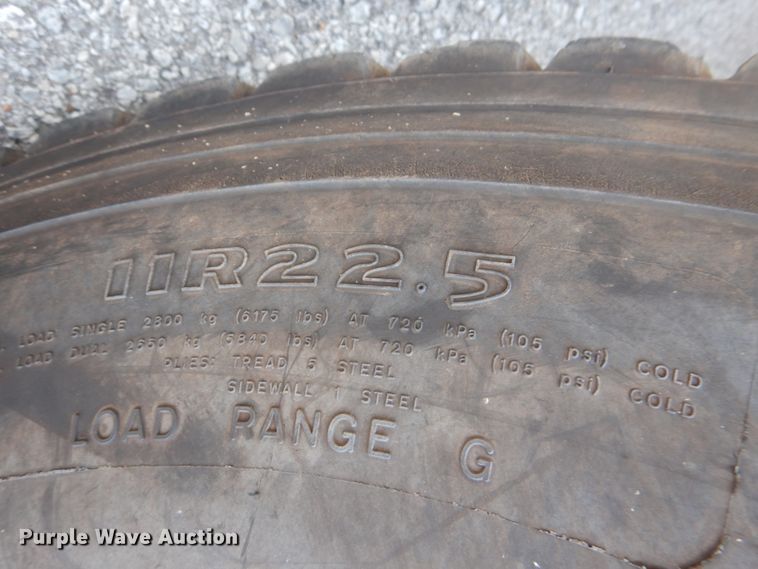 11R22.5
LOAD SINGLE 2800 kg (6175 lbs) AT 720 kPa (105 psi) COLD
LOAD DUAL 2650 kg (5840 lbs) AT 720 kPa (105 psi) COLD
PLIES: TREAD 5 STEEL
SIDEWALL 1 STEEL
LOAD RANGE G
Purple Wave Auction